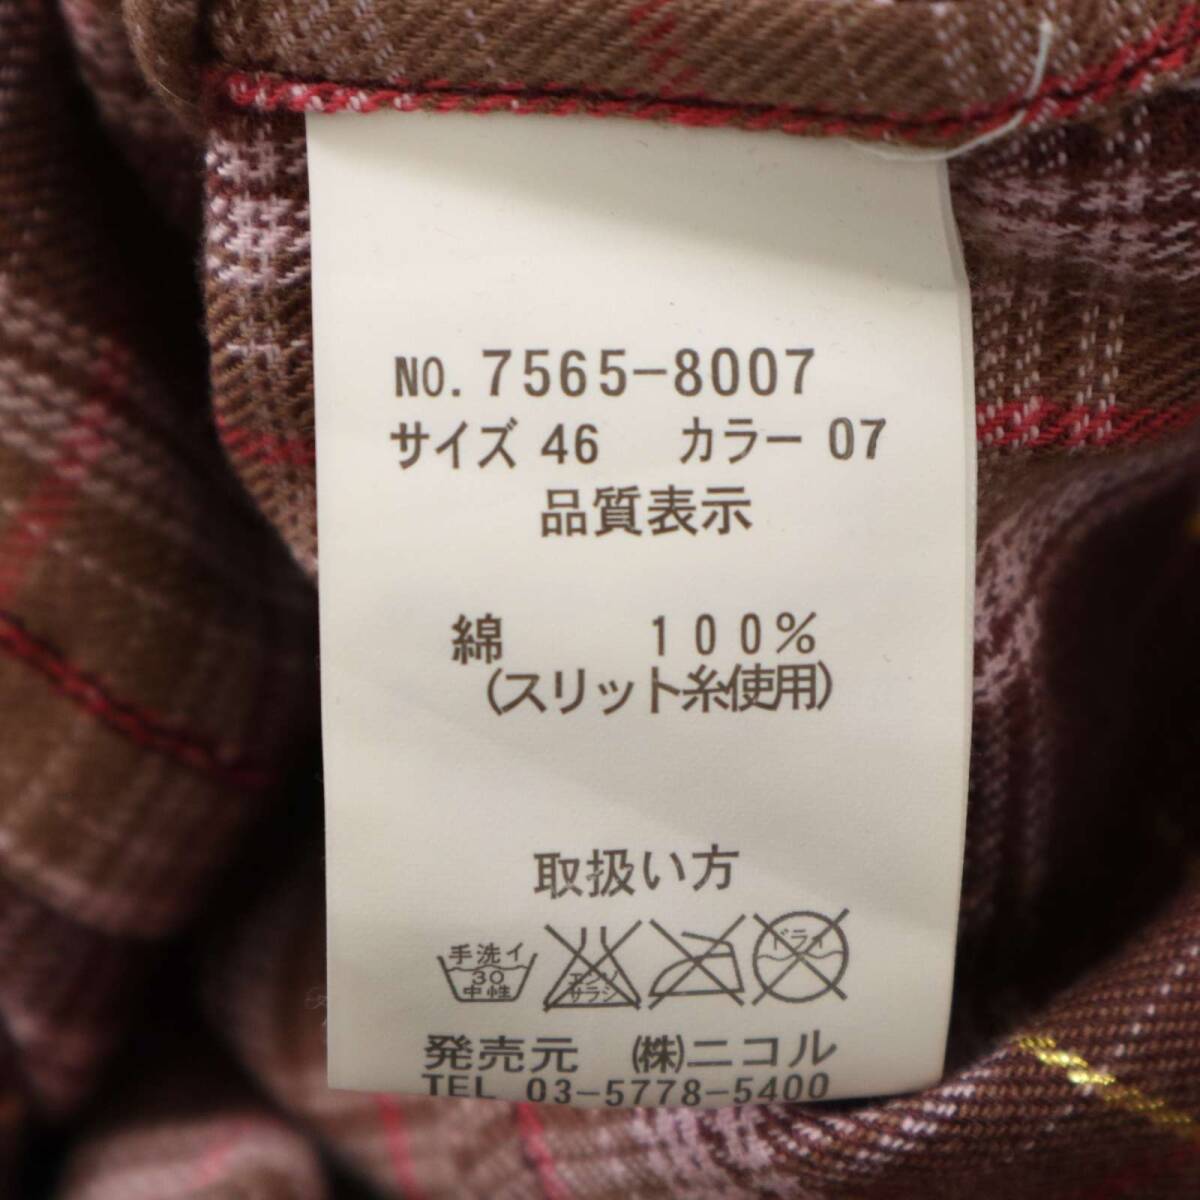 NO. 7565-8007
サイズ 46 カラー 07
品質表示
綿 100%
(スリット糸使用)
取扱い方
手洗イ
30
中性
エンソ
サラシ
ドライ
発売元 (株)ニコル
TEL 03-5778-5400